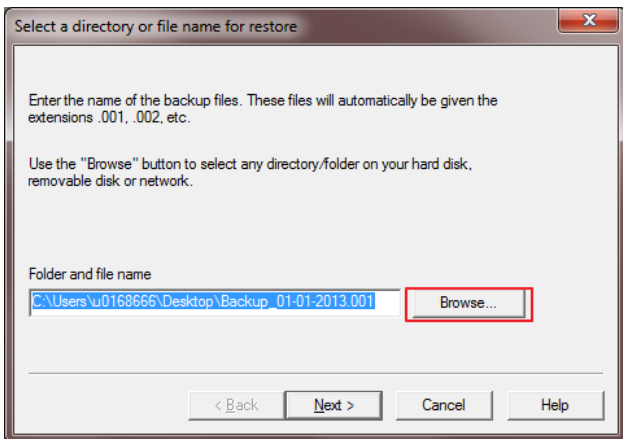 Select a directory or file name for restore
X
Enter the name of the backup files. These files will automatically be given the
extensions .001, .002, etc.
Use the "Browse" button to select any directory/folder on your hard disk,
removable disk or network.
Folder and file name
C:\Users\u0168666\Desktop\Backup_01-01-2013.001 Browse...
< Back Next > Cancel Help